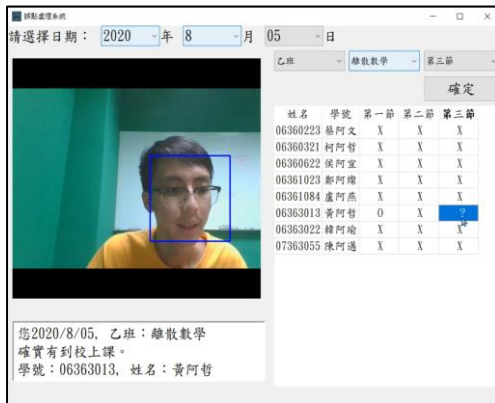 誤點處理系統
請選擇日期： 2020 年 8 月 05 日
乙班 離散數學 第三節
確定
姓名 學號 第一節 第二節 第三節
06360223 蔡阿文 X X X
06360321 柯阿哲 X X X
06360622 侯阿宜 X X X
06361023 鄭阿燦 X X X
06361084 盧阿燕 X X X
06363013 黃阿哲 O X ?
06363022 韓阿瑜 X X X
07363055 陳阿邁 X X X
您2020/8/05, 乙班：離散數學
確實有到校上課。
學號：06363013, 姓名：黃阿哲